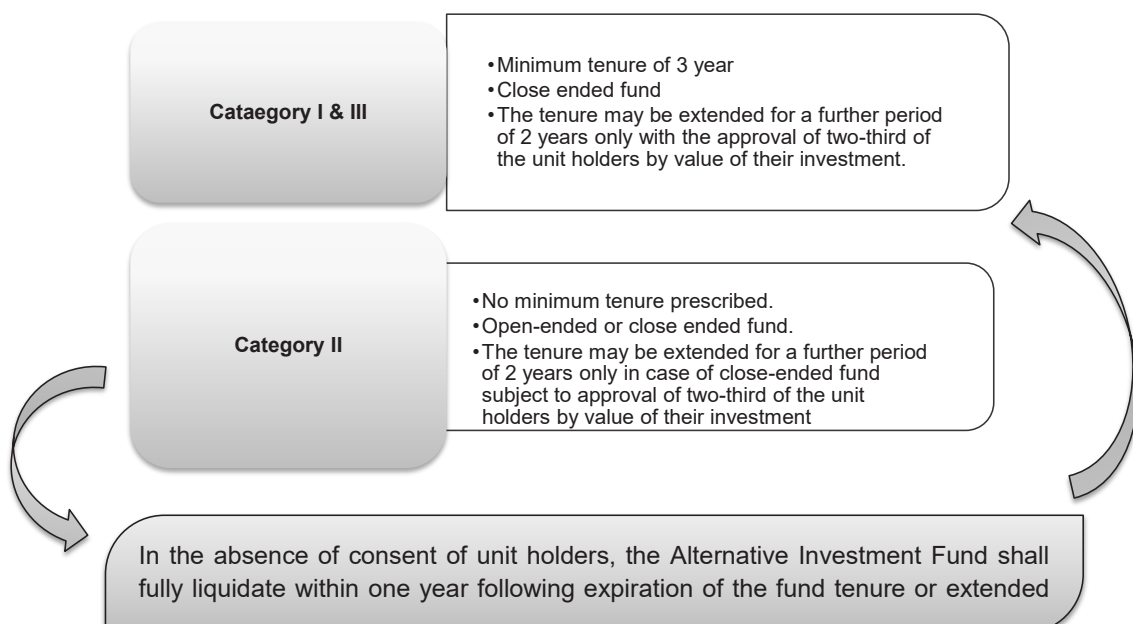 Cataegory I & III
•Minimum tenure of 3 year
•Close ended fund
•The tenure may be extended for a further period
of 2 years only with the approval of two-third of
the unit holders by value of their investment.
Category II
•No minimum tenure prescribed.
•Open-ended or close ended fund.
•The tenure may be extended for a further period
of 2 years only in case of close-ended fund
subject to approval of two-third of the unit
holders by value of their investment
In the absence of consent of unit holders, the Alternative Investment Fund shall
fully liquidate within one year following expiration of the fund tenure or extended